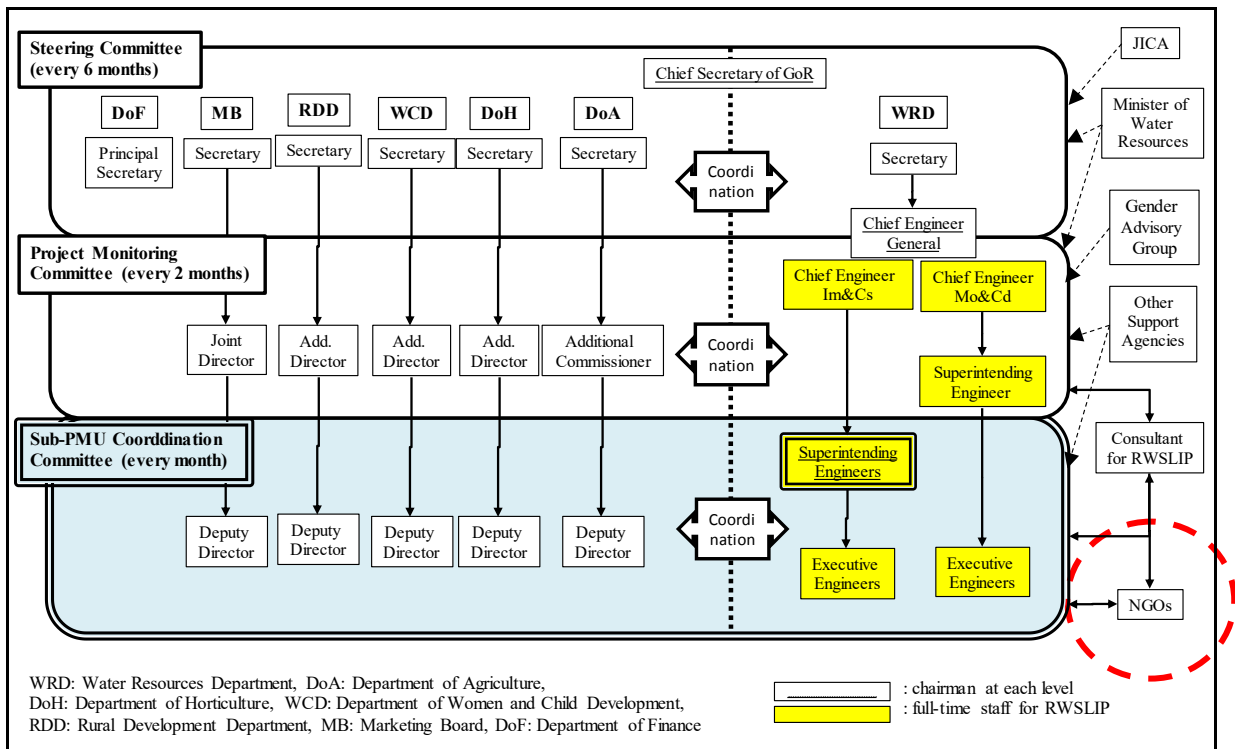 Steering Committee
(every 6 months)
Chief Secretary of GoR
JICA
DoF
MB
RDD
WCD
DoH
DoA
WRD
Minister of
Water
Resources
Principal
Secretary
Secretary
Secretary
Secretary
Secretary
Secretary
Secretary
Coordi
nation
Chief Engineer
General
Gender
Advisory
Group
Project Monitoring
Committee (every 2 months)
Chief Engineer
Im&Cs
Chief Engineer
Mo&Cd
Other
Support
Agencies
Joint
Director
Add.
Director
Add.
Director
Add.
Director
Additional
Commissioner
Coordi
nation
Superintending
Engineer
Sub-PMU Coorddination
Committee (every month)
Superintending
Engineers
Consultant
for RWSLIP
Deputy
Director
Deputy
Director
Deputy
Director
Deputy
Director
Deputy
Director
Coordi
nation
Executive
Engineers
Executive
Engineers
NGOs
WRD: Water Resources Department, DoA: Department of Agriculture,
DoH: Department of Horticulture, WCD: Department of Women and Child Development,
RDD: Rural Development Department, MB: Marketing Board, DoF: Department of Finance
: chairman at each level
: full-time staff for RWSLIP